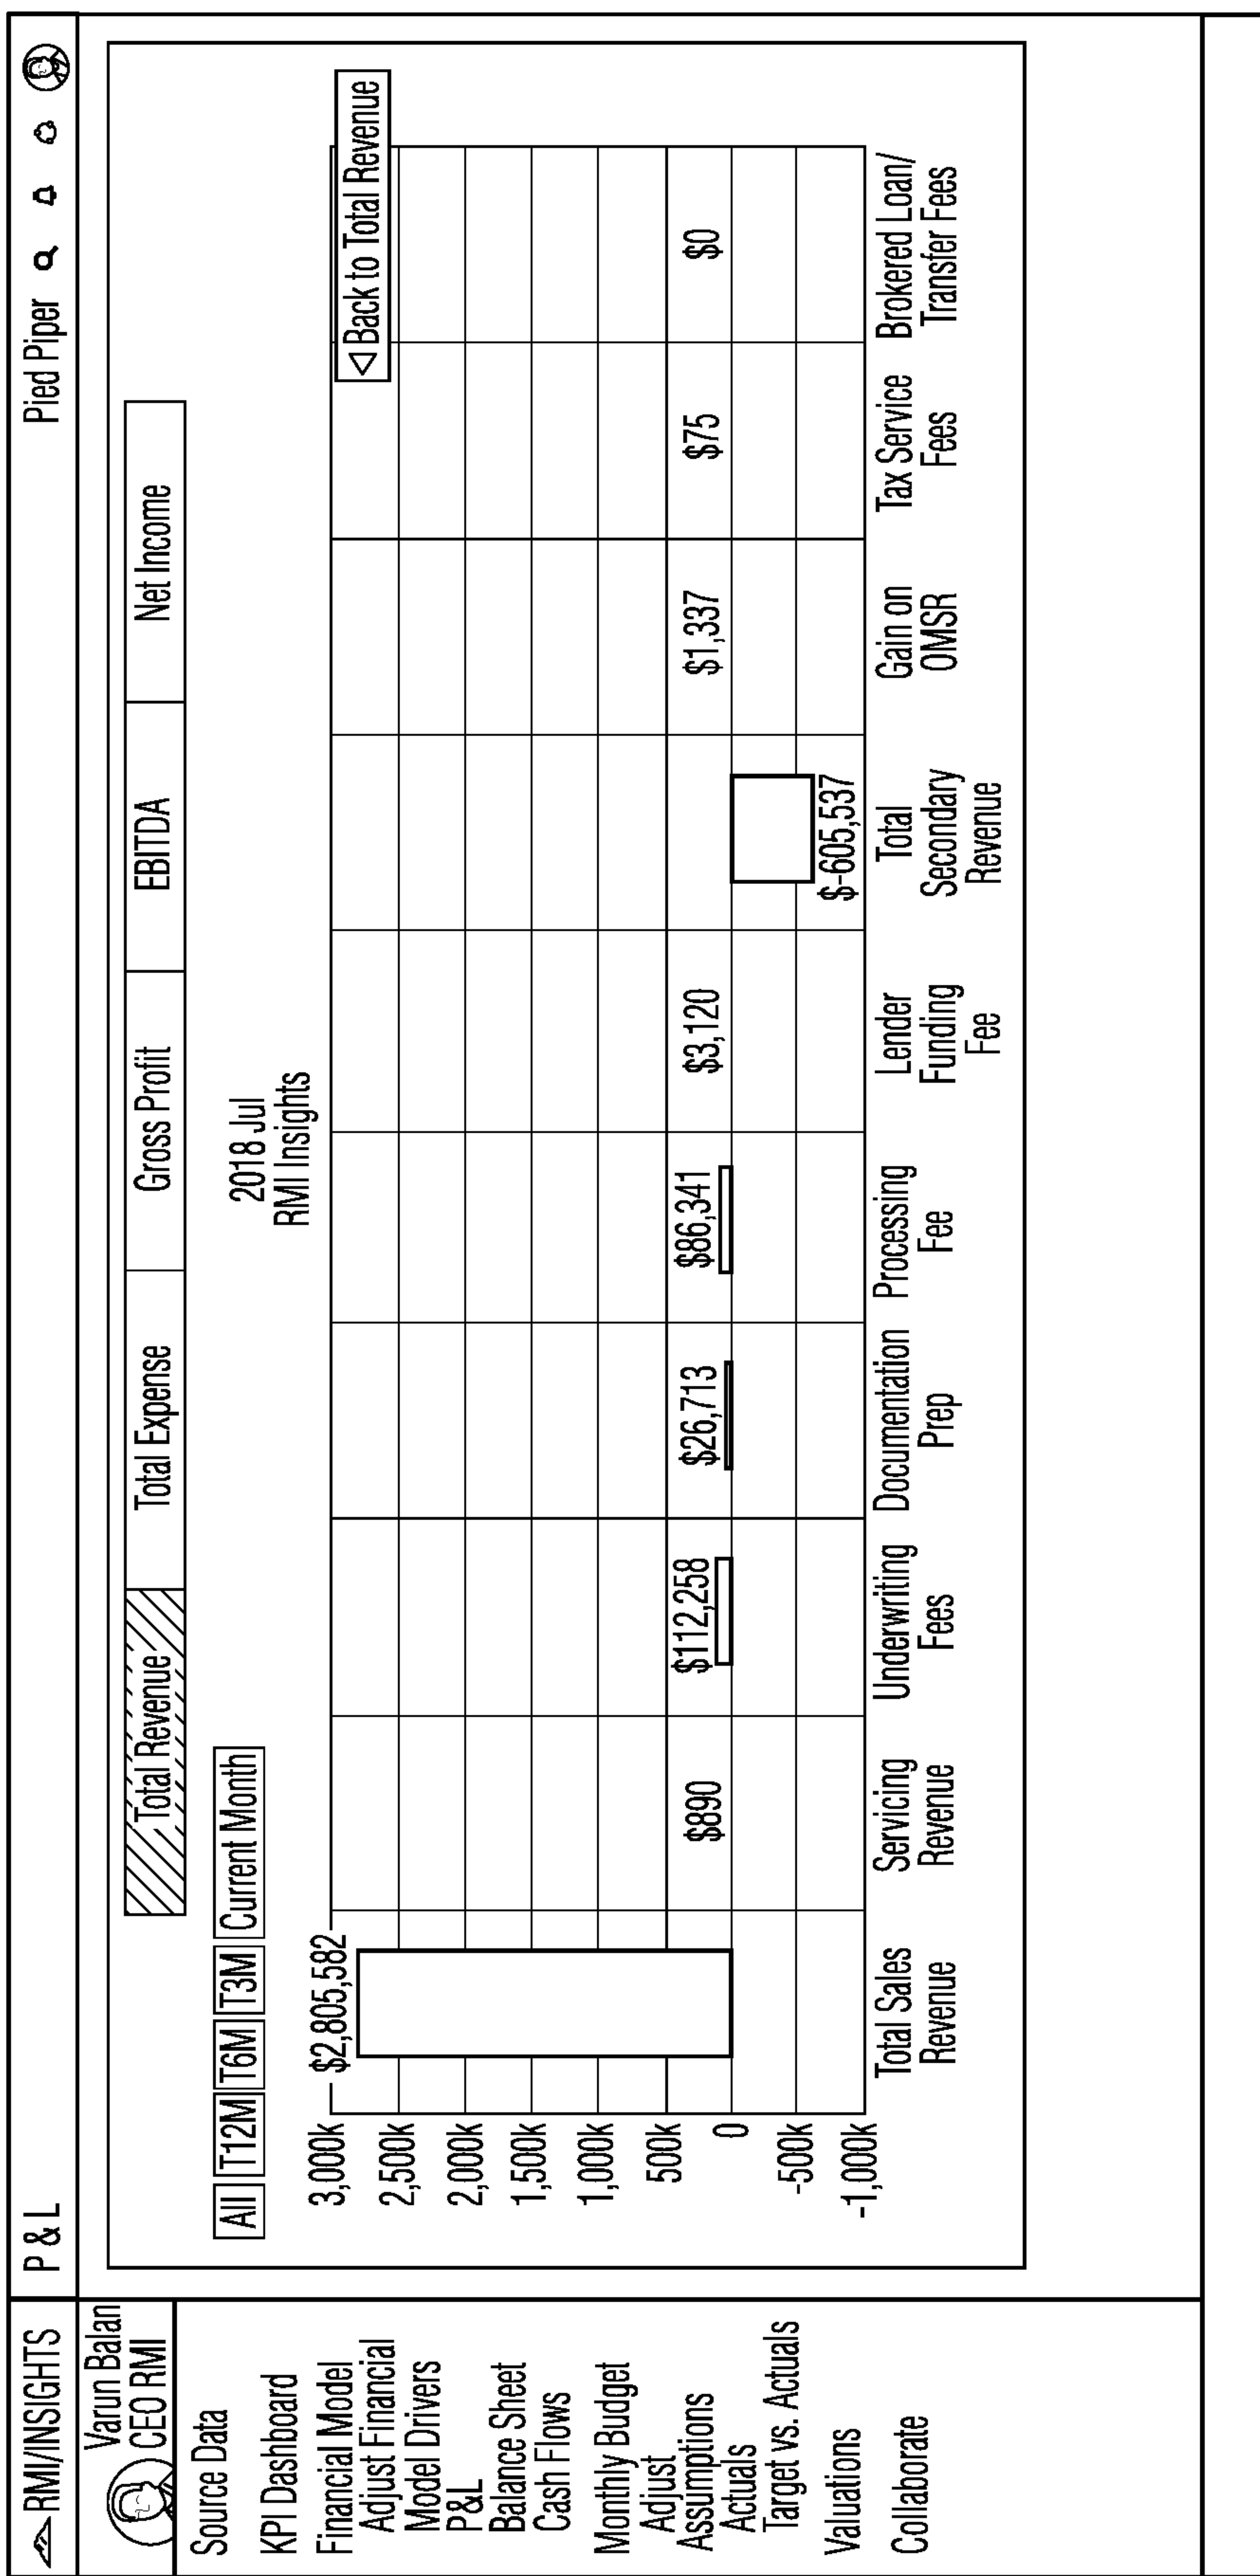 RMI/INSIGHTS
P & L
Pied Piper
Varun Balan
CEO RMI
Source Data
KPI Dashboard
Financial Model
Adjust Financial
Model Drivers
P&L
Balance Sheet
Cash Flows
Monthly Budget
Adjust
Assumptions
Actuals
Target vs. Actuals
Valuations
Collaborate
Total Revenue
Total Expense
Gross Profit
EBITDA
Net Income
All
T12M
T6M
T3M
Current Month
2018 Jul
RMI Insights
Back to Total Revenue
3,000k
2,500k
2,000k
1,500k
1,000k
500k
0
-500k
-1,000k
$2,805,582
$890
$112,258
$26,713
$86,341
$3,120
$-605,537
$1,337
$75
$0
Total Sales
Revenue
Servicing
Revenue
Underwriting
Fees
Documentation
Prep
Processing
Fee
Lender
Funding
Fee
Total
Secondary
Revenue
Gain on
OMSR
Tax Service
Fees
Brokered Loan/
Transfer Fees